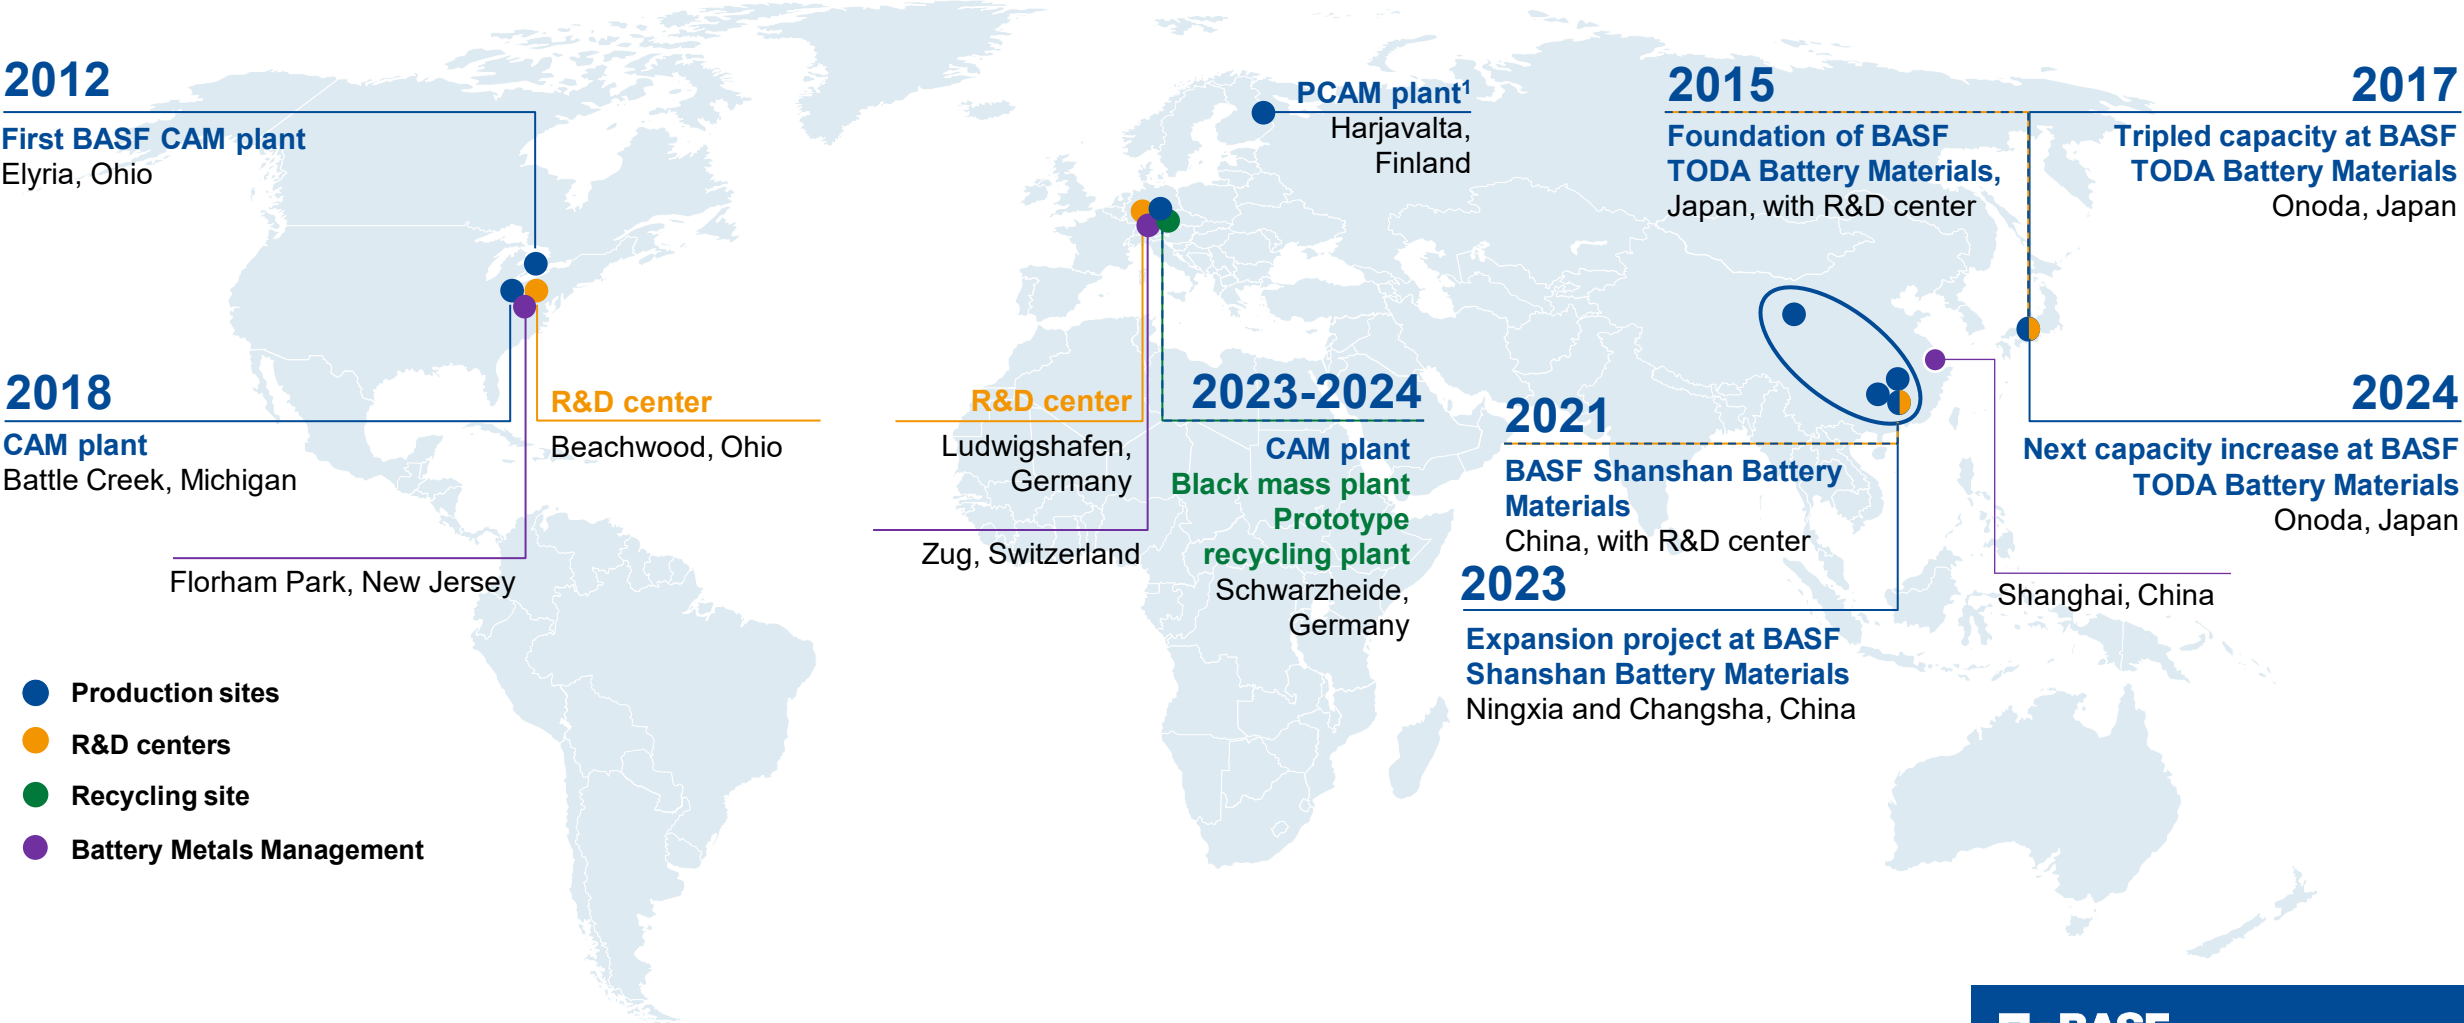 2012
First BASF CAM plant
Elyria, Ohio
2018
CAM plant
Battle Creek, Michigan
R&D center
Beachwood, Ohio
Florham Park, New Jersey
PCAM plant¹
Harjavalta,
Finland
R&D center
Ludwigshafen,
Germany
Zug, Switzerland
2023-2024
CAM plant
Black mass plant
Prototype
recycling plant
Schwarzheide,
Germany
2015
Foundation of BASF
TODA Battery Materials,
Japan, with R&D center
2017
Tripled capacity at BASF
TODA Battery Materials
Onoda, Japan
2021
BASF Shanshan Battery
Materials
China, with R&D center
2023
Expansion project at BASF
Shanshan Battery Materials
Ningxia and Changsha, China
2024
Next capacity increase at BASF
TODA Battery Materials
Onoda, Japan
Shanghai, China
Production sites
R&D centers
Recycling site
Battery Metals Management
BASF